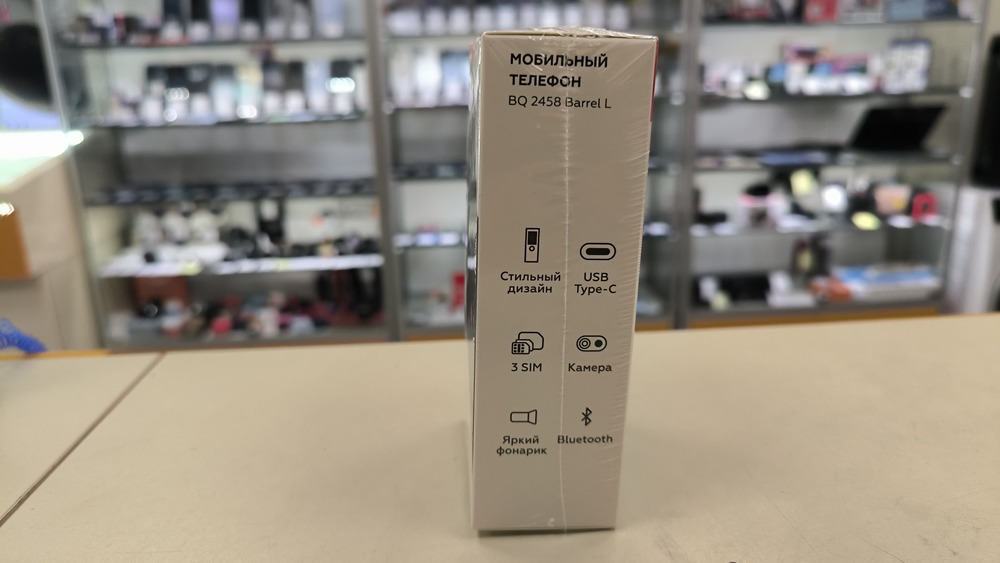 МОБИЛЬНЫЙ
ТЕЛЕФОН
BQ 2458 Barrel L
Стильный
дизайн
USB
Type-C
3 SIM
Камера
Яркий
фонарик
Bluetooth